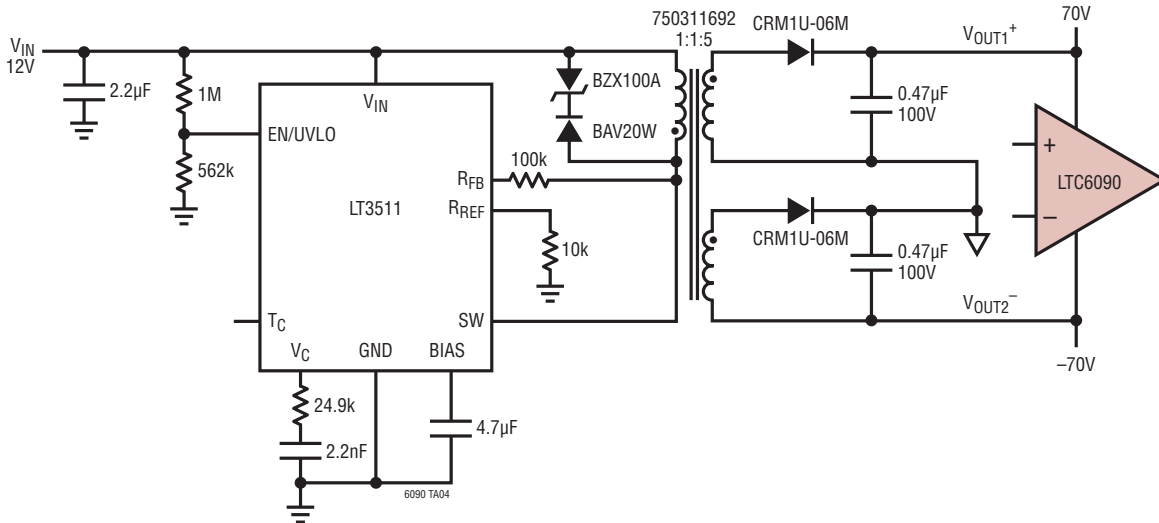 750311692
1:1:5
CRM1U-06M
70V
VIN
12V
VOUT1+
2.2µF
1M
VIN
BZX100A
0.47µF
100V
EN/UVLO
BAV20W
+
562k
100k
RFB
LTC6090
LT3511
RREF
–
10k
CRM1U-06M
0.47µF
100V
TC
SW
VOUT2–
VC
GND
BIAS
–70V
24.9k
4.7µF
2.2nF
6090 TA04